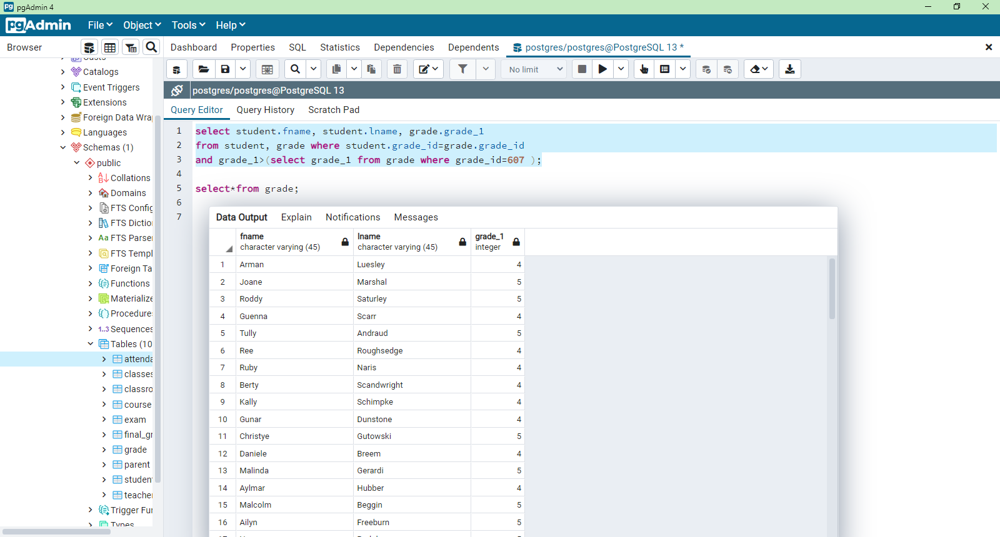 pgAdmin 4
pgAdmin File Object Tools Help
Browser
Dashboard Properties SQL Statistics Dependencies Dependents postgres/postgres@PostgreSQL 13 *
No limit
postgres/postgres@PostgreSQL 13
Query Editor Query History Scratch Pad
Casts
Catalogs
Event Triggers
Extensions
Foreign Data Wra
Languages
Schemas (1)
public
Collations
Domains
FTS Config
FTS Dictio
FTS Parser
FTS Templ
Foreign Ta
Functions
Materialize
Procedure
1..3 Sequences
Tables (10
attenda
classes
classro
course
exam
final_gr
grade
parent
studen
teache
Trigger Fu
Types
1 select student.fname, student.lname, grade.grade_1
2 from student, grade where student.grade_id=grade.grade_id
3 and grade_1>(select grade_1 from grade where grade_id=607 );
4
5 select*from grade;
6
7
Data Output Explain Notifications Messages
fname lname grade_1
character varying (45) character varying (45) integer
1 Arman Luesley 4
2 Joane Marshal 5
3 Roddy Saturley 5
4 Guenna Scarr 4
5 Tully Andraud 5
6 Ree Roughsedge 4
7 Ruby Naris 4
8 Berty Scandwright 4
9 Kally Schimpke 4
10 Gunar Dunstone 4
11 Christye Gutowski 5
12 Daniele Breem 4
13 Malinda Gerardi 5
14 Aylmar Hubber 4
15 Malcolm Beggin 5
16 Ailyn Freeburn 5